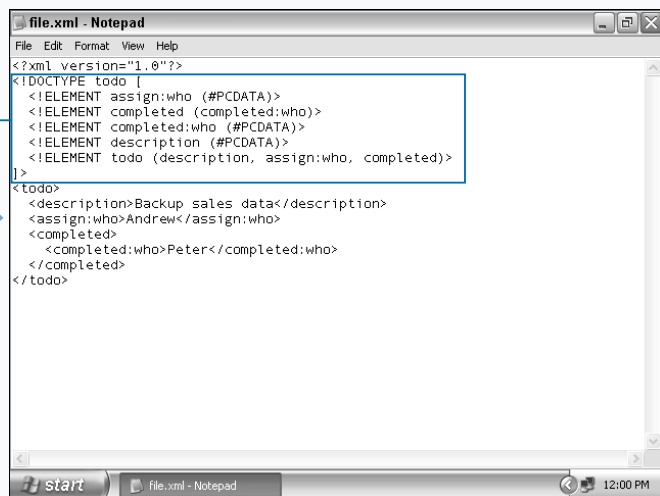 file.xml - Notepad
File Edit Format View Help
<?xml version="1.0"?>
<!DOCTYPE todo [
<!ELEMENT assign:who (#PCDATA)>
<!ELEMENT completed (completed:who)>
<!ELEMENT completed:who (#PCDATA)>
<!ELEMENT description (#PCDATA)>
<!ELEMENT todo (description, assign:who, completed)>
]>
<todo>
<description>Backup sales data</description>
<assign:who>Andrew</assign:who>
<completed>
<completed:who>Peter</completed:who>
</completed>
</todo>
start file.xml - Notepad 12:00 PM